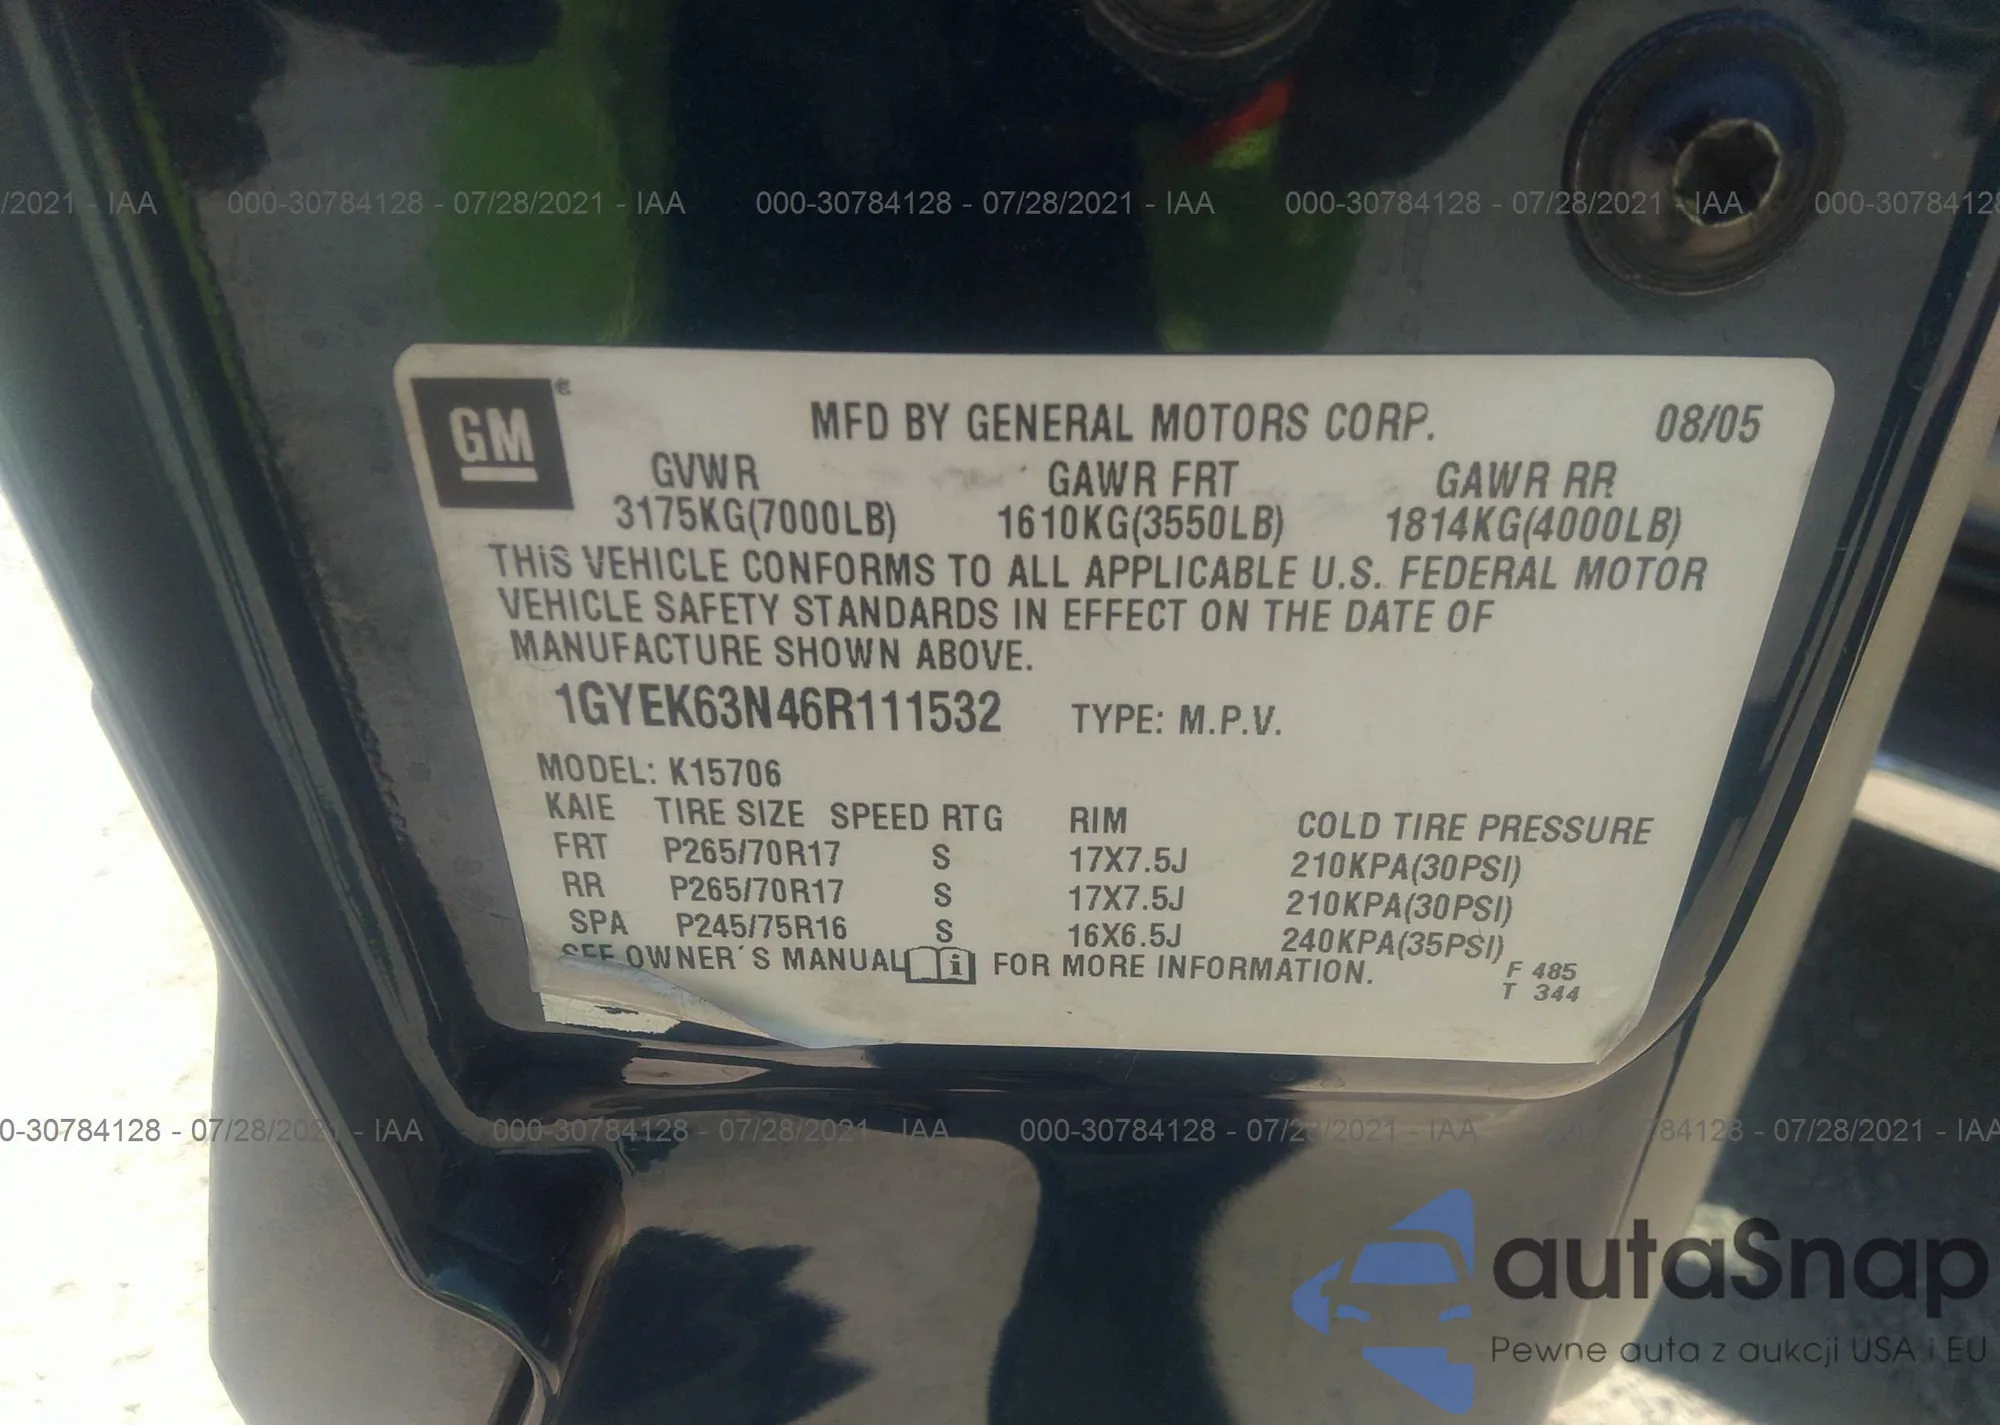 /2021 - IAA 000-30784128 - 07/28/2021 - IAA 000-30784128 - 07/28/2021 - IAA 000-30784128 - 07/28/2021 - IAA 000-3078412
GM® MFD BY GENERAL MOTORS CORP. 08/05
GVWR GAWR FRT GAWR RR
3175KG(7000LB) 1610KG(3550LB) 1814KG(4000LB)
THIS VEHICLE CONFORMS TO ALL APPLICABLE U.S. FEDERAL MOTOR
VEHICLE SAFETY STANDARDS IN EFFECT ON THE DATE OF
MANUFACTURE SHOWN ABOVE.
1GYEK63N46R111532 TYPE: M.P.V.
MODEL: K15706
KAIE TIRE SIZE SPEED RTG RIM COLD TIRE PRESSURE
FRT P265/70R17 S 17X7.5J 210KPA(30PSI)
RR P265/70R17 S 17X7.5J 210KPA(30PSI)
SPA P245/75R16 S 16X6.5J 240KPA(35PSI)
SEE OWNER´S MANUAL i FOR MORE INFORMATION.
F 485
T 344
0-30784128 - 07/28/2021 - IAA 000-30784128 - 07/28/2021 - IAA 000-30784128 - 07/28/2021 - IAA 784128 - 07/28/2021 - IAA
autaSnap
Pewne auta z aukcji USA i EU